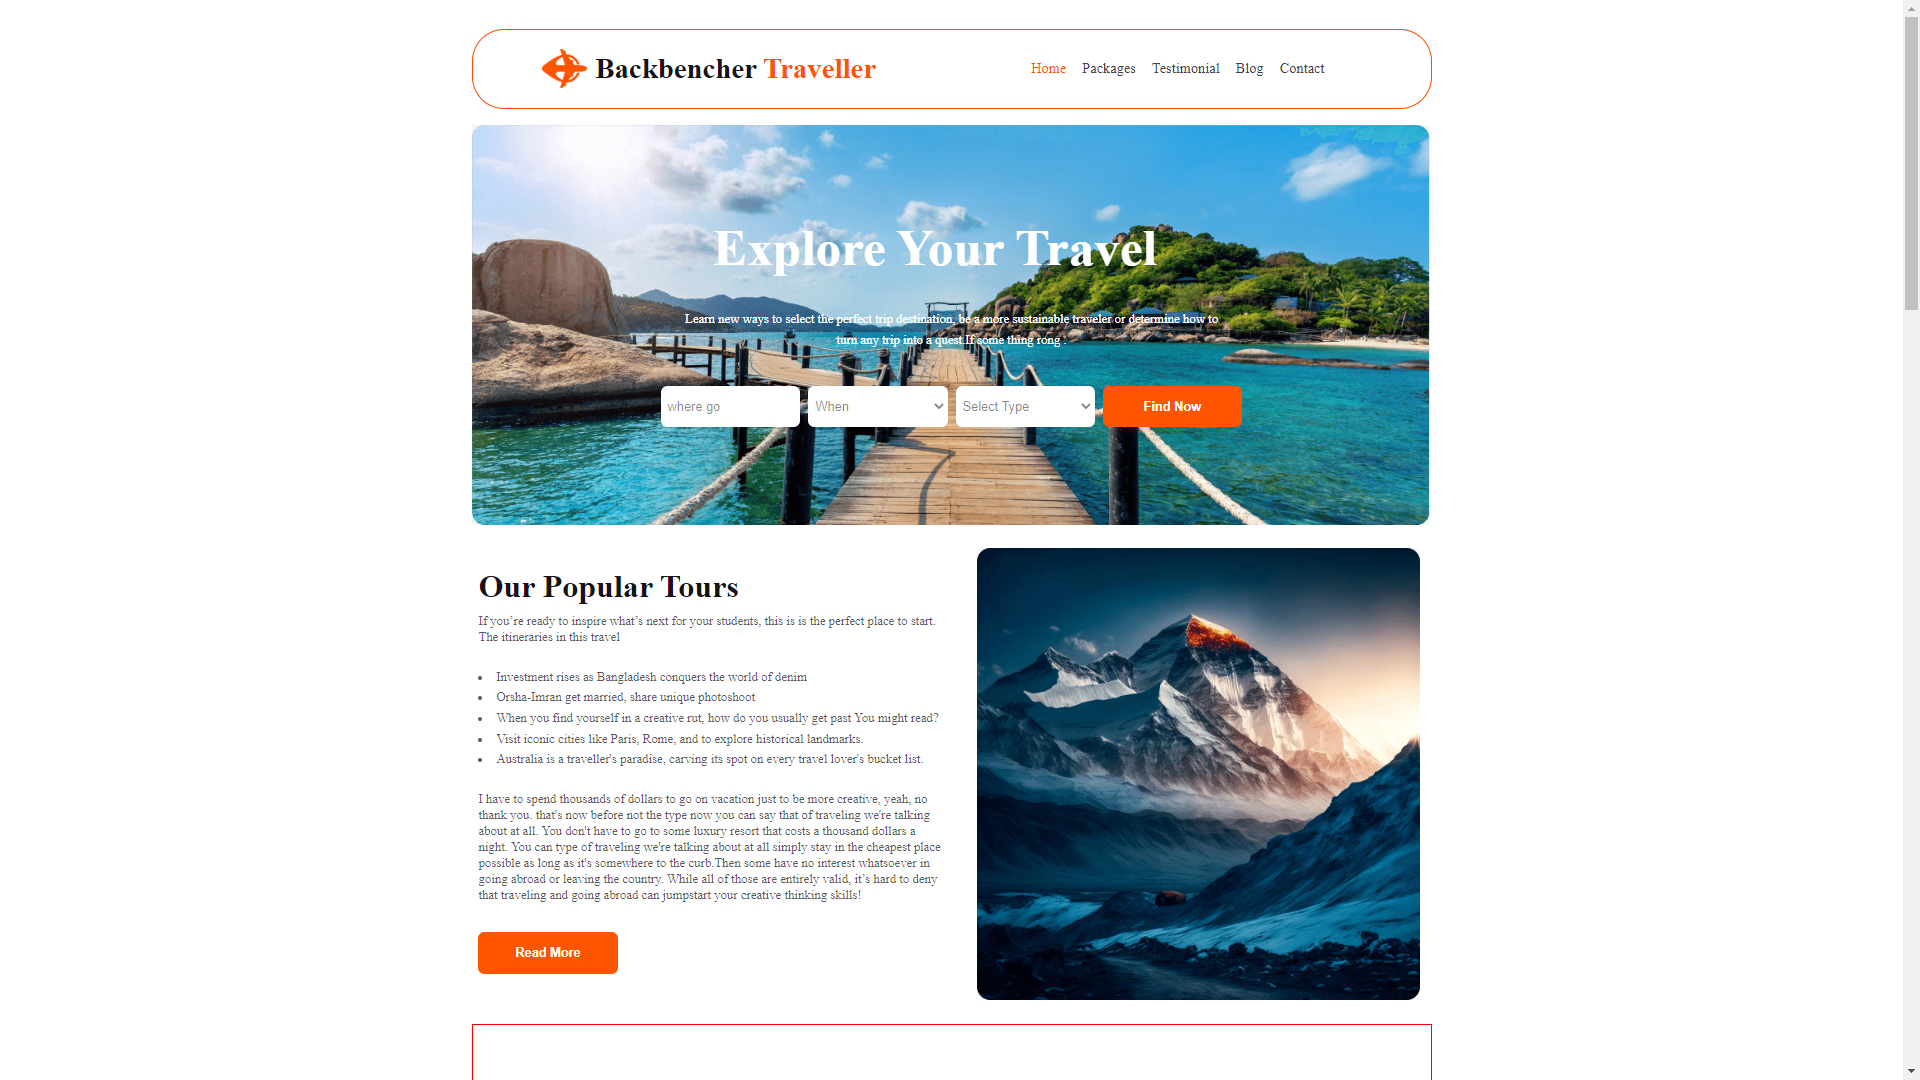 Backbencher Traveller
Home Packages Testimonial Blog Contact
Explore Your Travel
Learn new ways to select the perfect trip destination, be a more sustainable traveler or determine how to
turn any trip into a quest.If some thing rong .
where go When Select Type Find Now
Our Popular Tours
If you’re ready to inspire what’s next for your students, this is is the perfect place to start.
The itineraries in this travel
Investment rises as Bangladesh conquers the world of denim
Orsha-Imran get married, share unique photoshoot
When you find yourself in a creative rut, how do you usually get past You might read?
Visit iconic cities like Paris, Rome, and to explore historical landmarks.
Australia is a traveller's paradise, carving its spot on every travel lover's bucket list.
I have to spend thousands of dollars to go on vacation just to be more creative, yeah, no
thank you. that's now before not the type now you can say that of traveling we're talking
about at all. You don't have to go to some luxury resort that costs a thousand dollars a
night. You can type of traveling we're talking about at all simply stay in the cheapest place
possible as long as it's somewhere to the curb.Then some have no interest whatsoever in
going abroad or leaving the country. While all of those are entirely valid, it’s hard to deny
that traveling and going abroad can jumpstart your creative thinking skills!
Read More